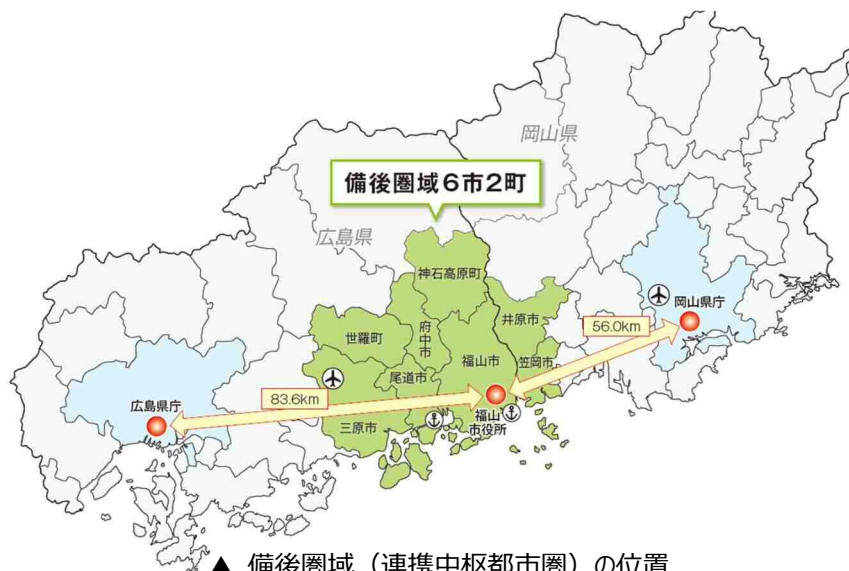 岡山県
備後圏域6市2町
広島県
神石高原町
岡山県庁
井原市
56.0km
世羅町
府中市
福山市
笠岡市
尾道市
83.6km
広島県庁
福山
市役所
三原市
▲ 備後圏域（連携中枢都市圏）の位置